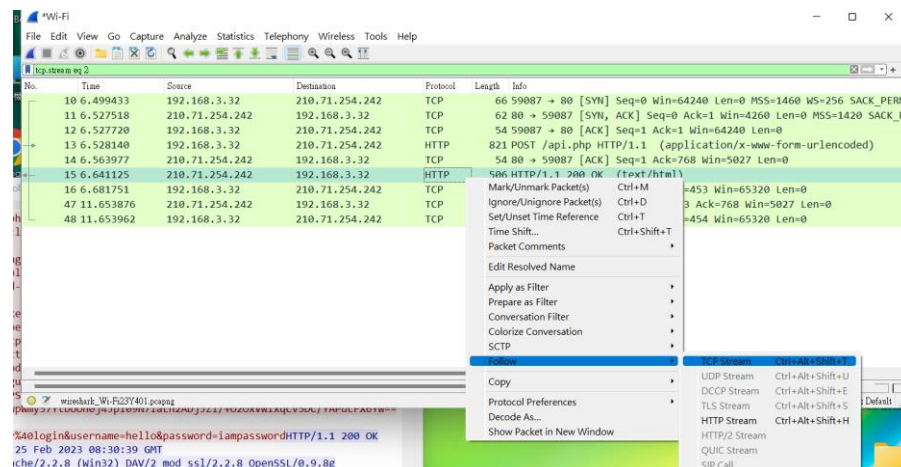 *Wi-Fi
File Edit View Go Capture Analyze Statistics Telephony Wireless Tools Help
tcp.stream eq 2
No. Time Source Destination Protocol Length Info
10 6.499433 192.168.3.32 210.71.254.242 TCP 66 59087 → 80 [SYN] Seq=0 Win=64240 Len=0 MSS=1460 WS=256 SACK_PERM
11 6.527518 210.71.254.242 192.168.3.32 TCP 62 80 → 59087 [SYN, ACK] Seq=0 Ack=1 Win=4260 Len=0 MSS=1420 SACK_
12 6.527720 192.168.3.32 210.71.254.242 TCP 54 59087 → 80 [ACK] Seq=1 Ack=1 Win=64240 Len=0
13 6.528140 192.168.3.32 210.71.254.242 HTTP 821 POST /api.php HTTP/1.1 (application/x-www-form-urlencoded)
14 6.563977 210.71.254.242 192.168.3.32 TCP 54 80 → 59087 [ACK] Seq=1 Ack=768 Win=5027 Len=0
15 6.641125 210.71.254.242 192.168.3.32 HTTP 506 HTTP/1.1 200 OK (text/html)
16 6.681751 192.168.3.32 210.71.254.242 TCP =453 Win=65320 Len=0
47 11.653876 210.71.254.242 192.168.3.32 TCP 3 Ack=768 Win=5027 Len=0
48 11.653962 192.168.3.32 210.71.254.242 TCP =454 Win=65320 Len=0
Mark/Unmark Packet(s) Ctrl+M
Ignore/Unignore Packet(s) Ctrl+D
Set/Unset Time Reference Ctrl+T
Time Shift... Ctrl+Shift+T
Packet Comments
Edit Resolved Name
Apply as Filter
Prepare as Filter
Conversation Filter
Colorize Conversation
SCTP
Follow
Copy
Protocol Preferences
Decode As...
Show Packet in New Window
TCP Stream Ctrl+Alt+Shift+T
UDP Stream Ctrl+Alt+Shift+U
DCCP Stream Ctrl+Alt+Shift+E
TLS Stream Ctrl+Alt+Shift+S
HTTP Stream Ctrl+Alt+Shift+H
HTTP/2 Stream
QUIC Stream
SIP Call
wireshark_Wi-Fi23Y401.pcapng
Default
%40login&username=hello&password=iampasswordHTTP/1.1 200 OK
25 Feb 2023 08:30:39 GMT
che/2.2.8 (Win32) DAV/2 mod_ssl/2.2.8 OpenSSL/0.9.8g